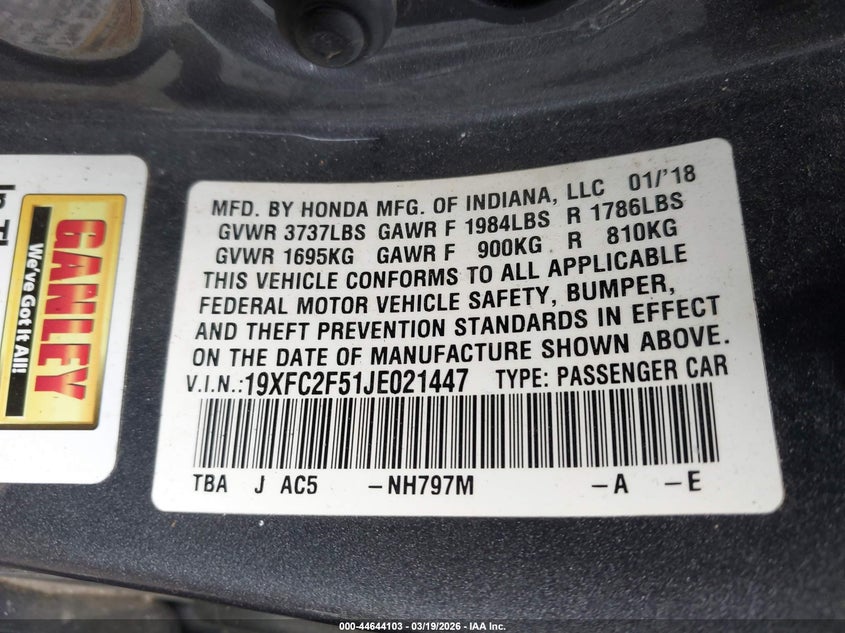 MFD. BY HONDA MFG. OF INDIANA, LLC 01/'18
GVWR 3737LBS GAWR F 1984LBS R 1786LBS
GVWR 1695KG GAWR F 900KG R 810KG
THIS VEHICLE CONFORMS TO ALL APPLICABLE
FEDERAL MOTOR VEHICLE SAFETY, BUMPER,
AND THEFT PREVENTION STANDARDS IN EFFECT
ON THE DATE OF MANUFACTURE SHOWN ABOVE.
V.I.N.:19XFC2F51JE021447 TYPE: PASSENGER CAR
TBA J AC5 -NH797M -A -E
GANLEY
We've Got It All!
000-44644103 - 03/19/2026 - IAA Inc.